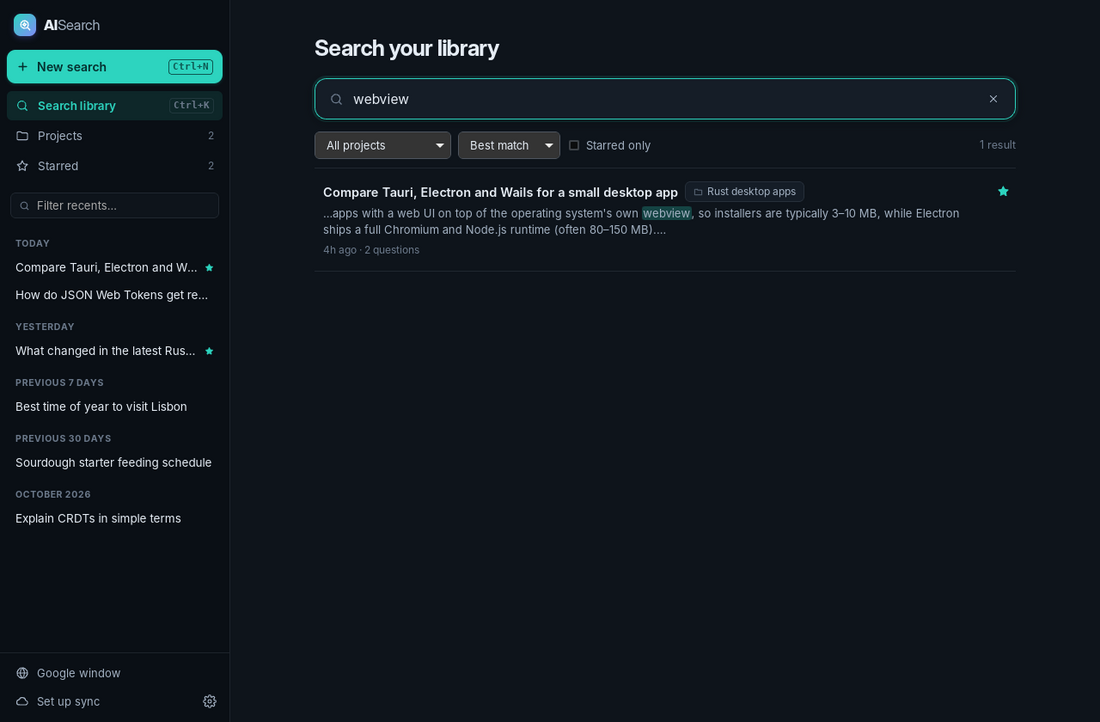 AISearch
New search Ctrl+N
Search library Ctrl+K
Projects 2
Starred 2
Filter recents...
TODAY
Compare Tauri, Electron and W...
How do JSON Web Tokens get re...
YESTERDAY
What changed in the latest Rus...
PREVIOUS 7 DAYS
Best time of year to visit Lisbon
PREVIOUS 30 DAYS
Sourdough starter feeding schedule
OCTOBER 2026
Explain CRDTs in simple terms
Google window
Set up sync
Search your library
webview
All projects Best match Starred only 1 result
Compare Tauri, Electron and Wails for a small desktop app Rust desktop apps
...apps with a web UI on top of the operating system's own webview, so installers are typically 3–10 MB, while Electron
ships a full Chromium and Node.js runtime (often 80–150 MB)....
4h ago · 2 questions